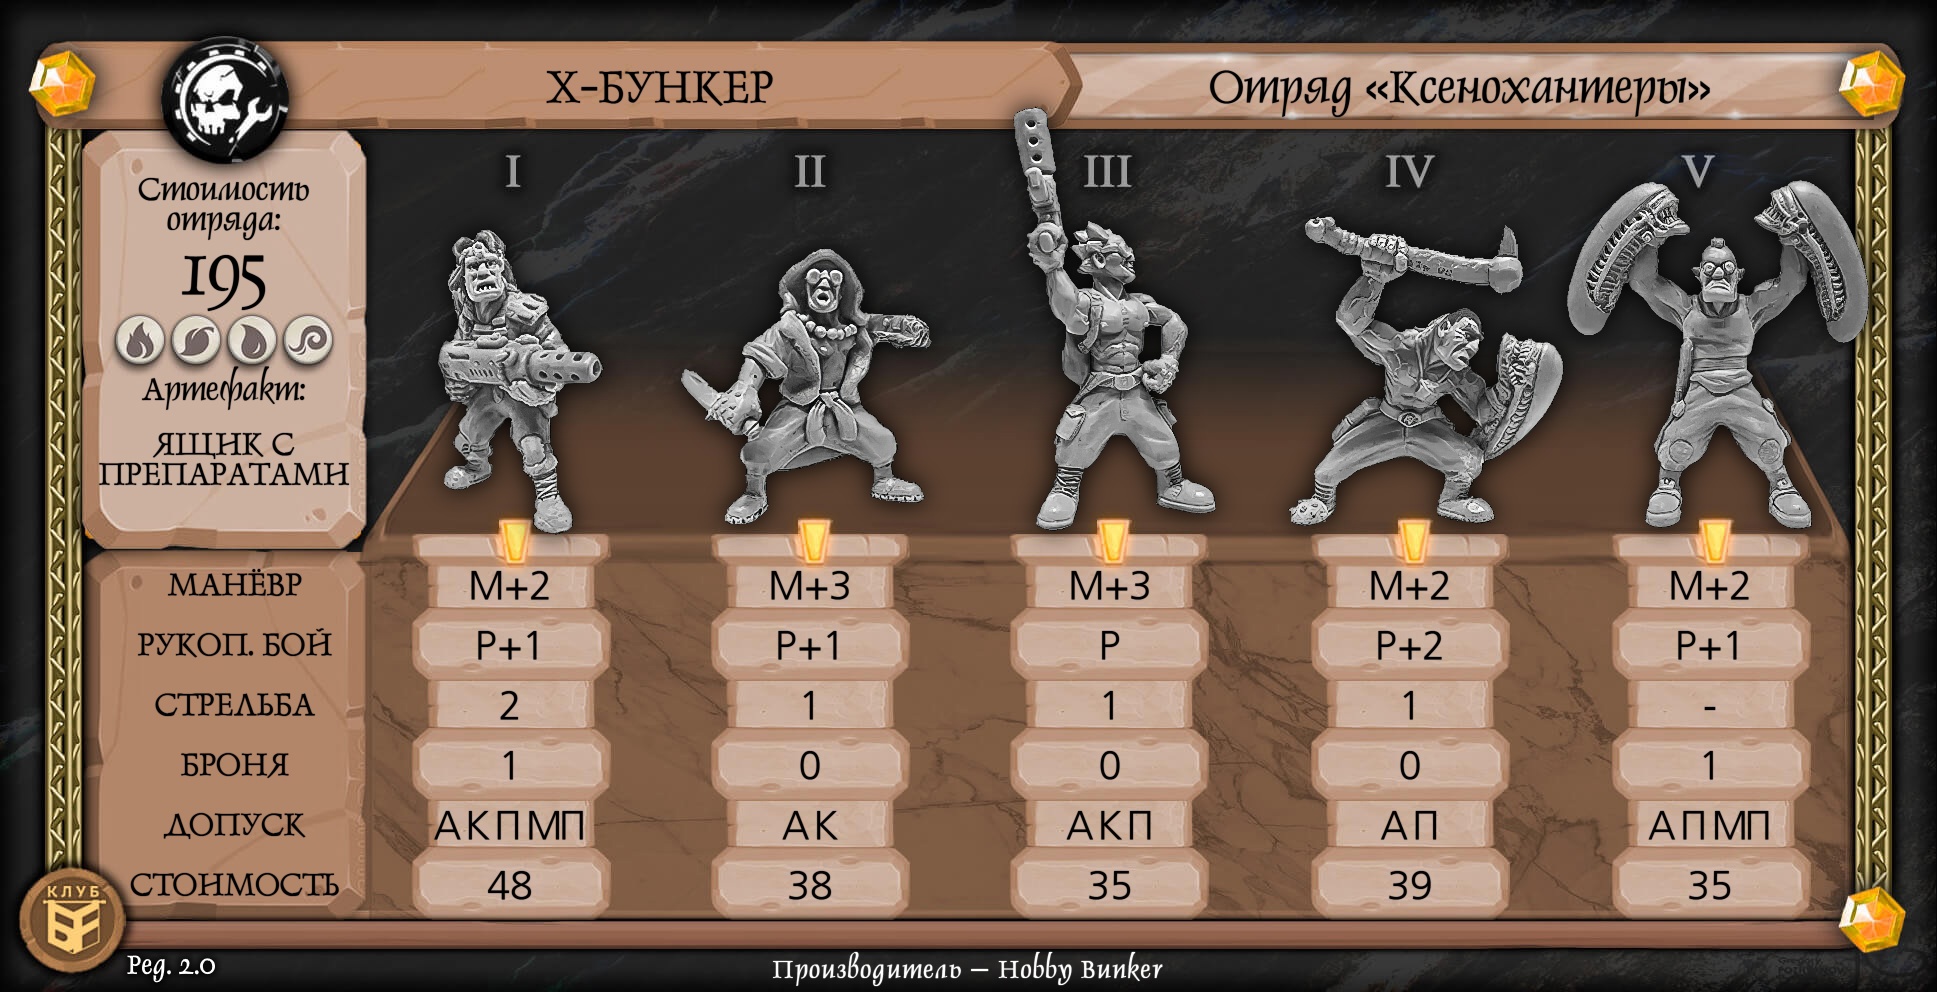 Х-БУНКЕР
Отряд «Ксенохантеры»
Стоимость
отряда:
195
Артефакт:
ЯЩИК С
ПРЕПАРАТАМИ
I II III IV V
МАНЁВР М+2 М+3 М+3 М+2 М+2
РУКОП. БОЙ Р+1 Р+1 Р Р+2 Р+1
СТРЕЛЬБА 2 1 1 1 -
БРОНЯ 1 0 0 0 1
ДОПУСК АКПМП АК АКП АП АПМП
СТОИМОСТЬ 48 38 35 39 35
КЛУБ
БГ
Ред. 2.0
Производитель – Hobby Bunker